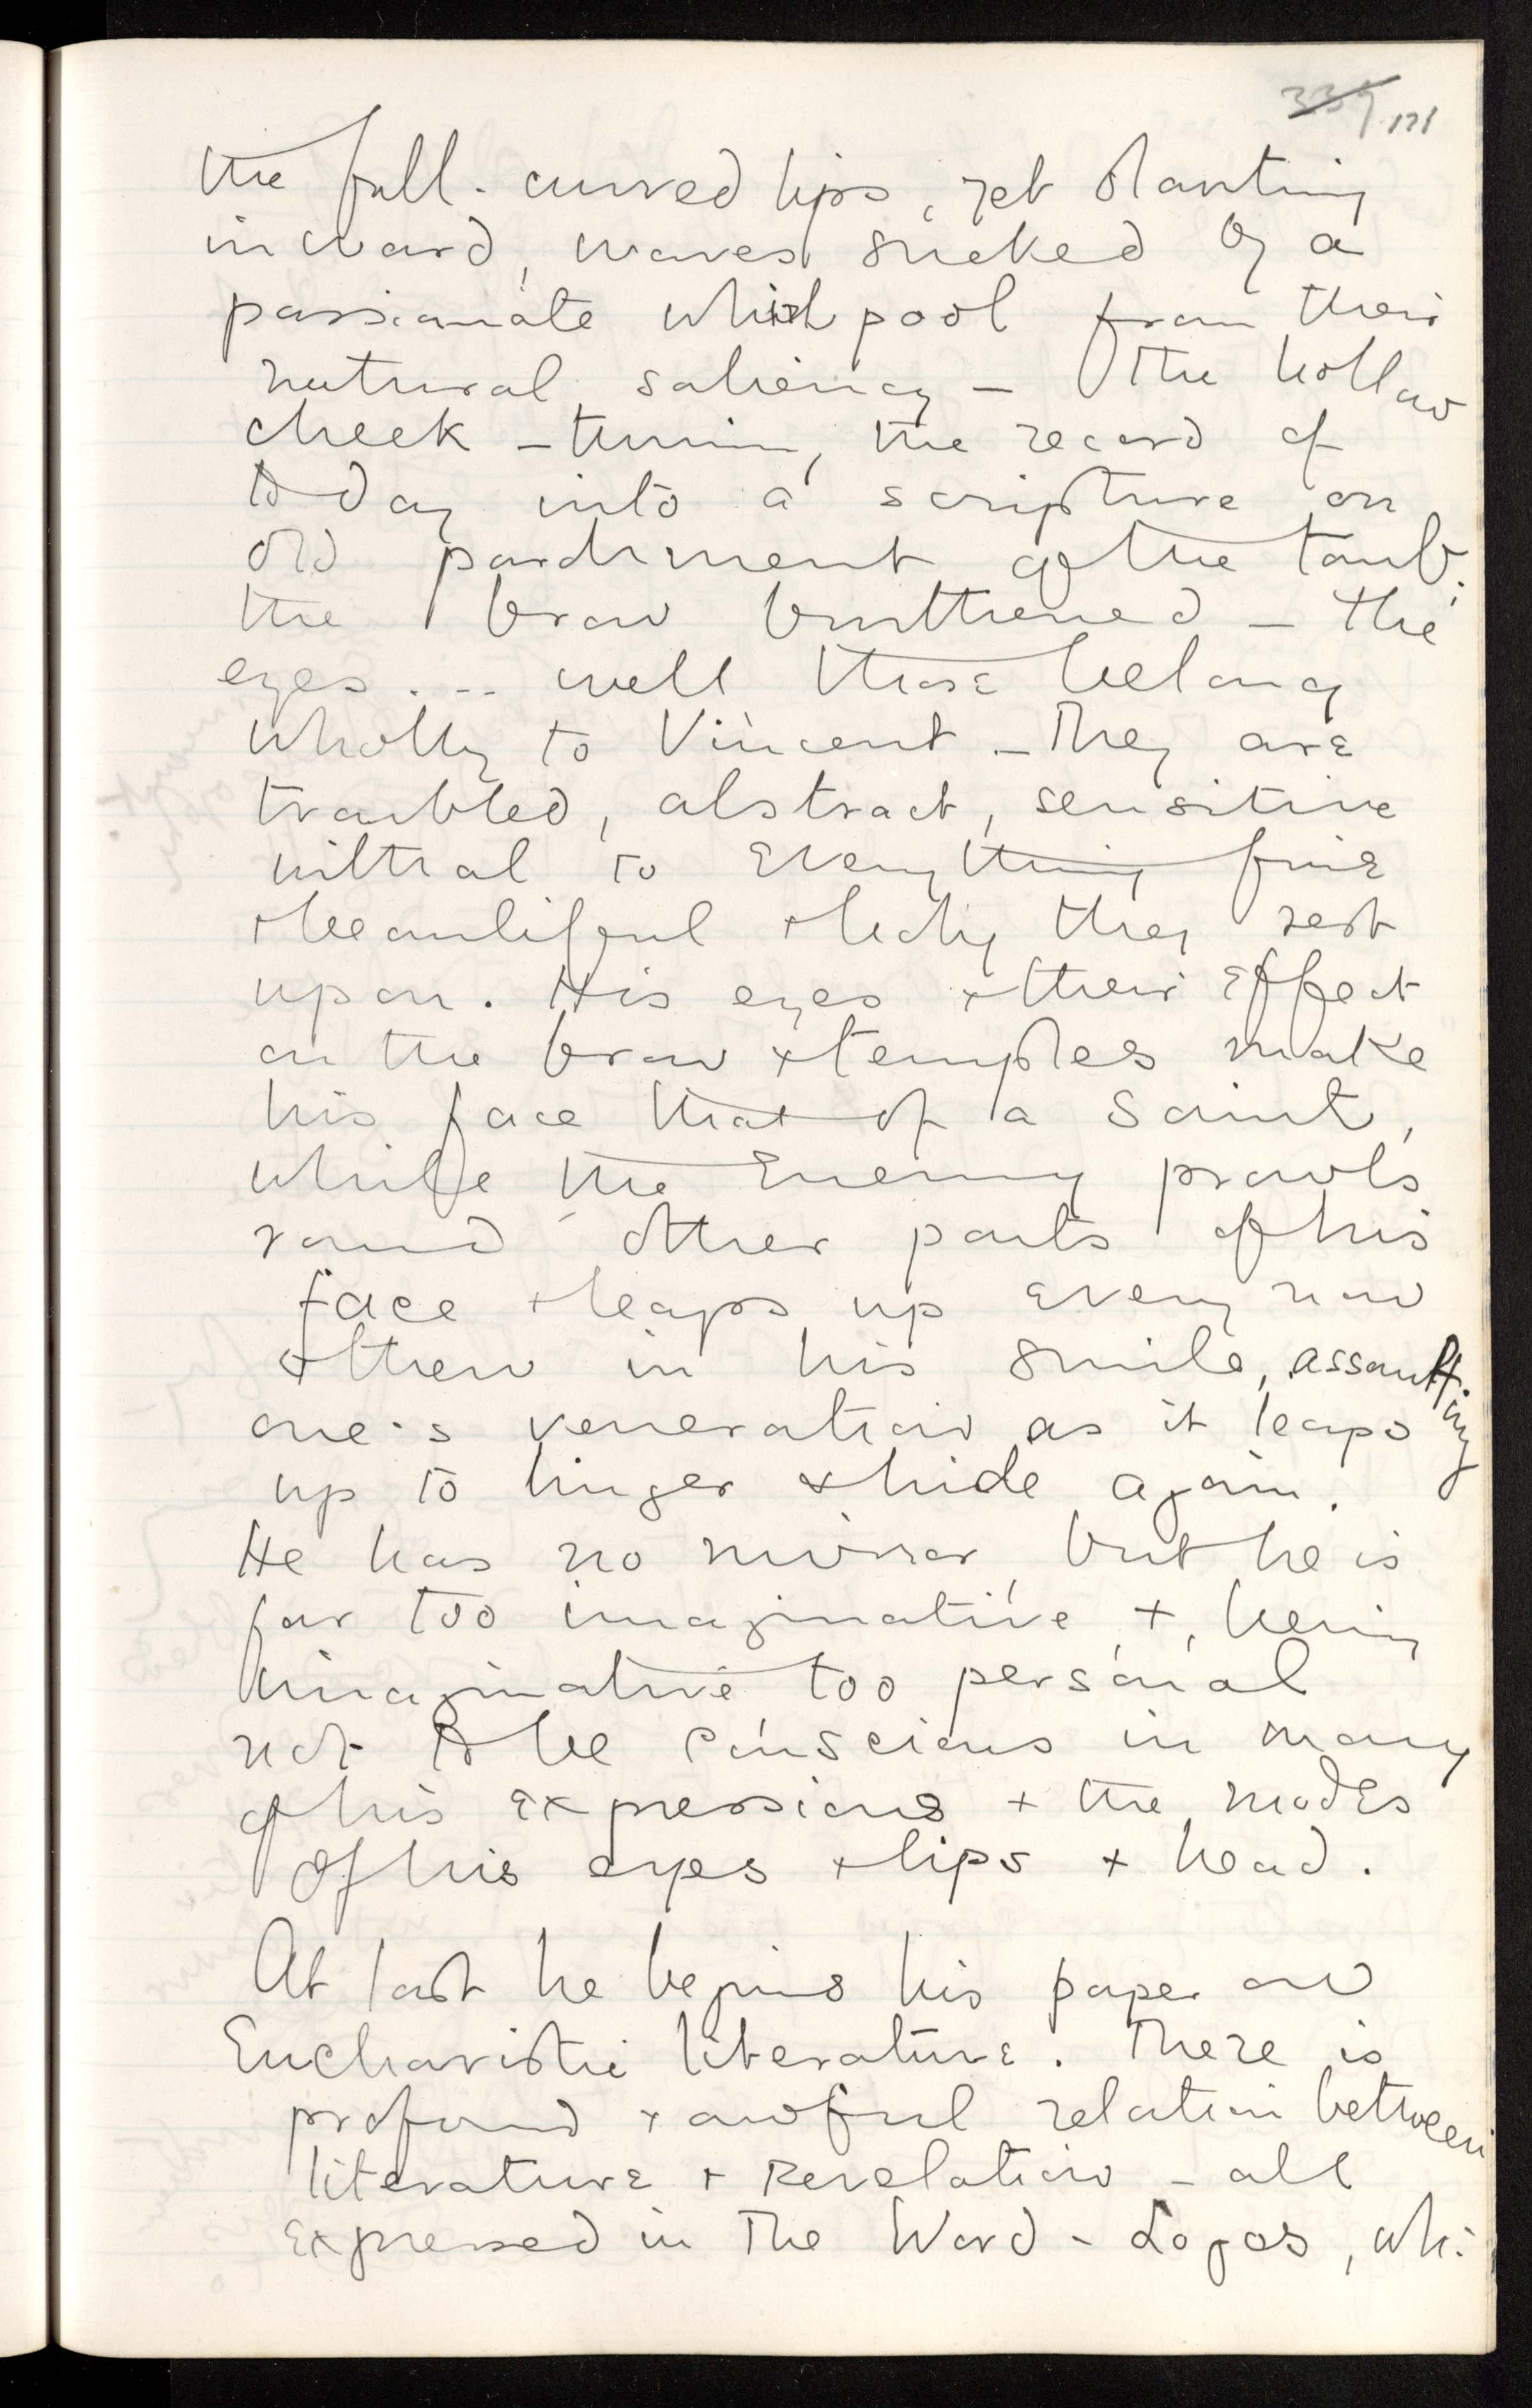 339 171
the full. curved lips, yet slanting
inward, waves sucked by a
passionate whirlpool from their
natural saliency – the hollow
cheek – turning the record of
today into a scripture on
old parchment of the tomb;
the brow burthened – the
eyes... well these belong
wholly to Vincent – They are
troubled, abstract, sensitive
withal to Everything fine
+ beautiful + holy they rest
upon. His eyes + their effect
on the brow + temples make
his face that of a Saint,
while the Enemy prowls
round other parts of his
face + leaps up every now
+ then in his smile, assaulting
one's veneration as it leaps
up to linger + hide again.
He has no mirror but he is
far too imaginative, +, being
imaginative too personal
not to be conscious in many
of his expressions + the modes
of his eyes + lips + head.
At last he begins his paper on
Eucharistic literature. There is
profound + awful relation between
literature + Revelation – all
expressed in The Word – Logos, wh: